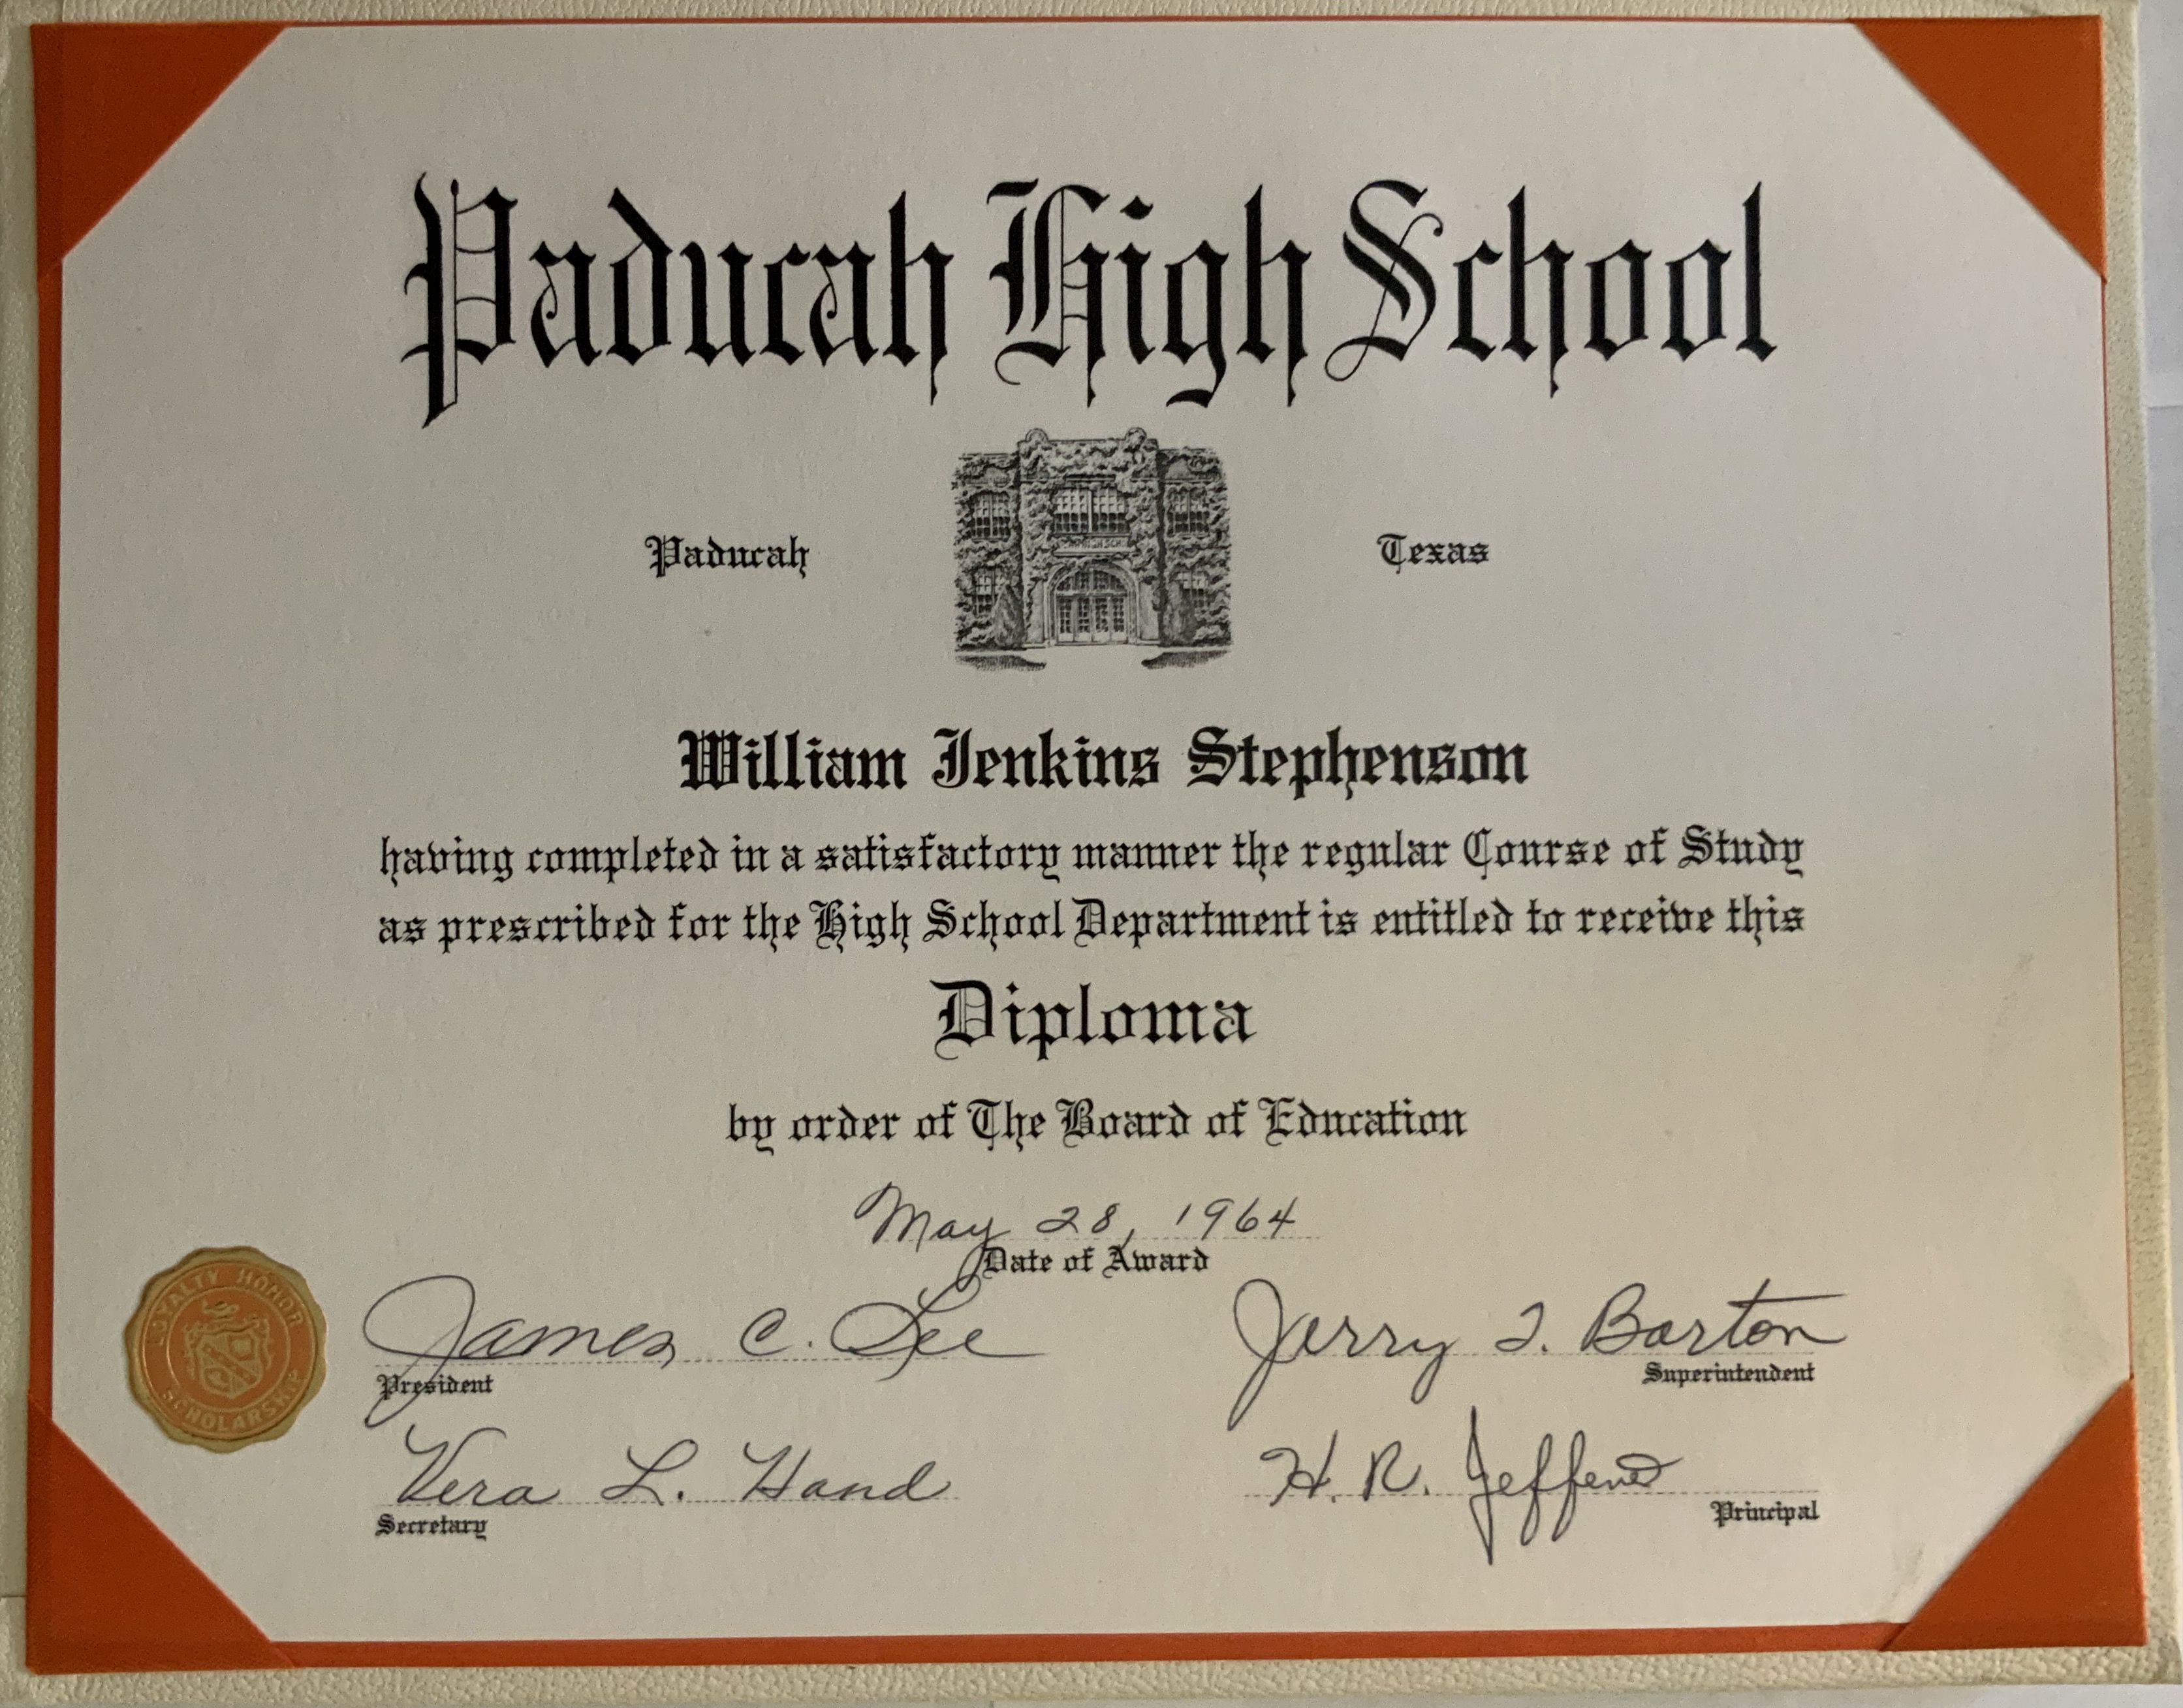 Paducah High School
Paducah Texas
HIGH SCH
William Jenkins Stephenson
having completed in a satisfactory manner the regular Course of Study
as prescribed for the High School Department is entitled to receive this
Diploma
by order of The Board of Education
May 28, 1964
Date of Award
LOYALTY HONOR
SCHOLARSHIP
James C. Lee
President
Jerry I. Barton
Superintendent
Vera L. Hand
Secretary
H. R.
Principal